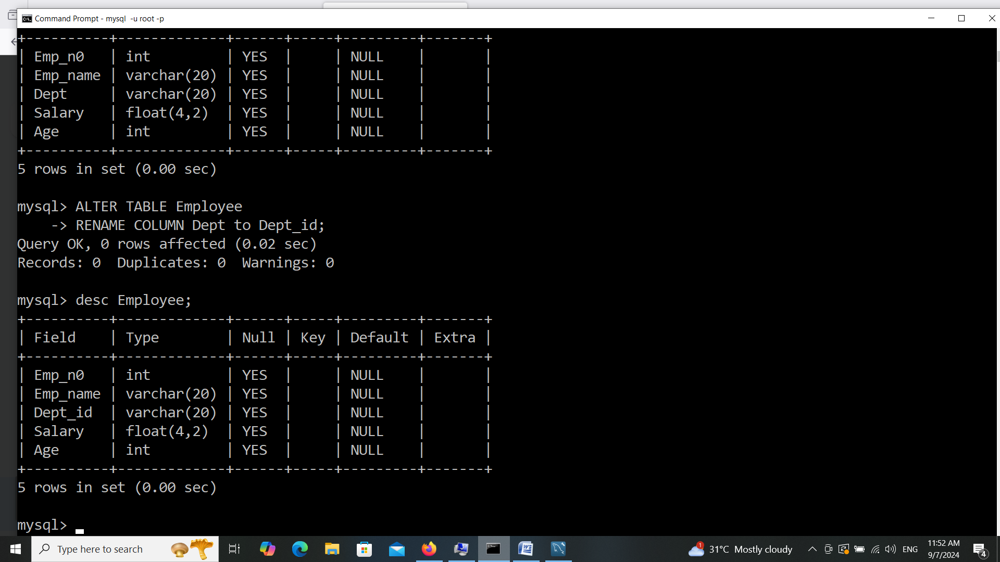 Command Prompt - mysql  -u root -p
+----------+-------------+------+-----+---------+-------+
| Emp_n0   | int         | YES  |     | NULL    |       |
| Emp_name | varchar(20) | YES  |     | NULL    |       |
| Dept     | varchar(20) | YES  |     | NULL    |       |
| Salary   | float(4,2)  | YES  |     | NULL    |       |
| Age      | int         | YES  |     | NULL    |       |
+----------+-------------+------+-----+---------+-------+
5 rows in set (0.00 sec)
mysql> ALTER TABLE Employee
    -> RENAME COLUMN Dept to Dept_id;
Query OK, 0 rows affected (0.02 sec)
Records: 0  Duplicates: 0  Warnings: 0
mysql> desc Employee;
+----------+-------------+------+-----+---------+-------+
| Field    | Type        | Null | Key | Default | Extra |
+----------+-------------+------+-----+---------+-------+
| Emp_n0   | int         | YES  |     | NULL    |       |
| Emp_name | varchar(20) | YES  |     | NULL    |       |
| Dept_id  | varchar(20) | YES  |     | NULL    |       |
| Salary   | float(4,2)  | YES  |     | NULL    |       |
| Age      | int         | YES  |     | NULL    |       |
+----------+-------------+------+-----+---------+-------+
5 rows in set (0.00 sec)
mysql>
Type here to search
1
31°C  Mostly cloudy
ENG
11:52 AM
9/7/2024
4